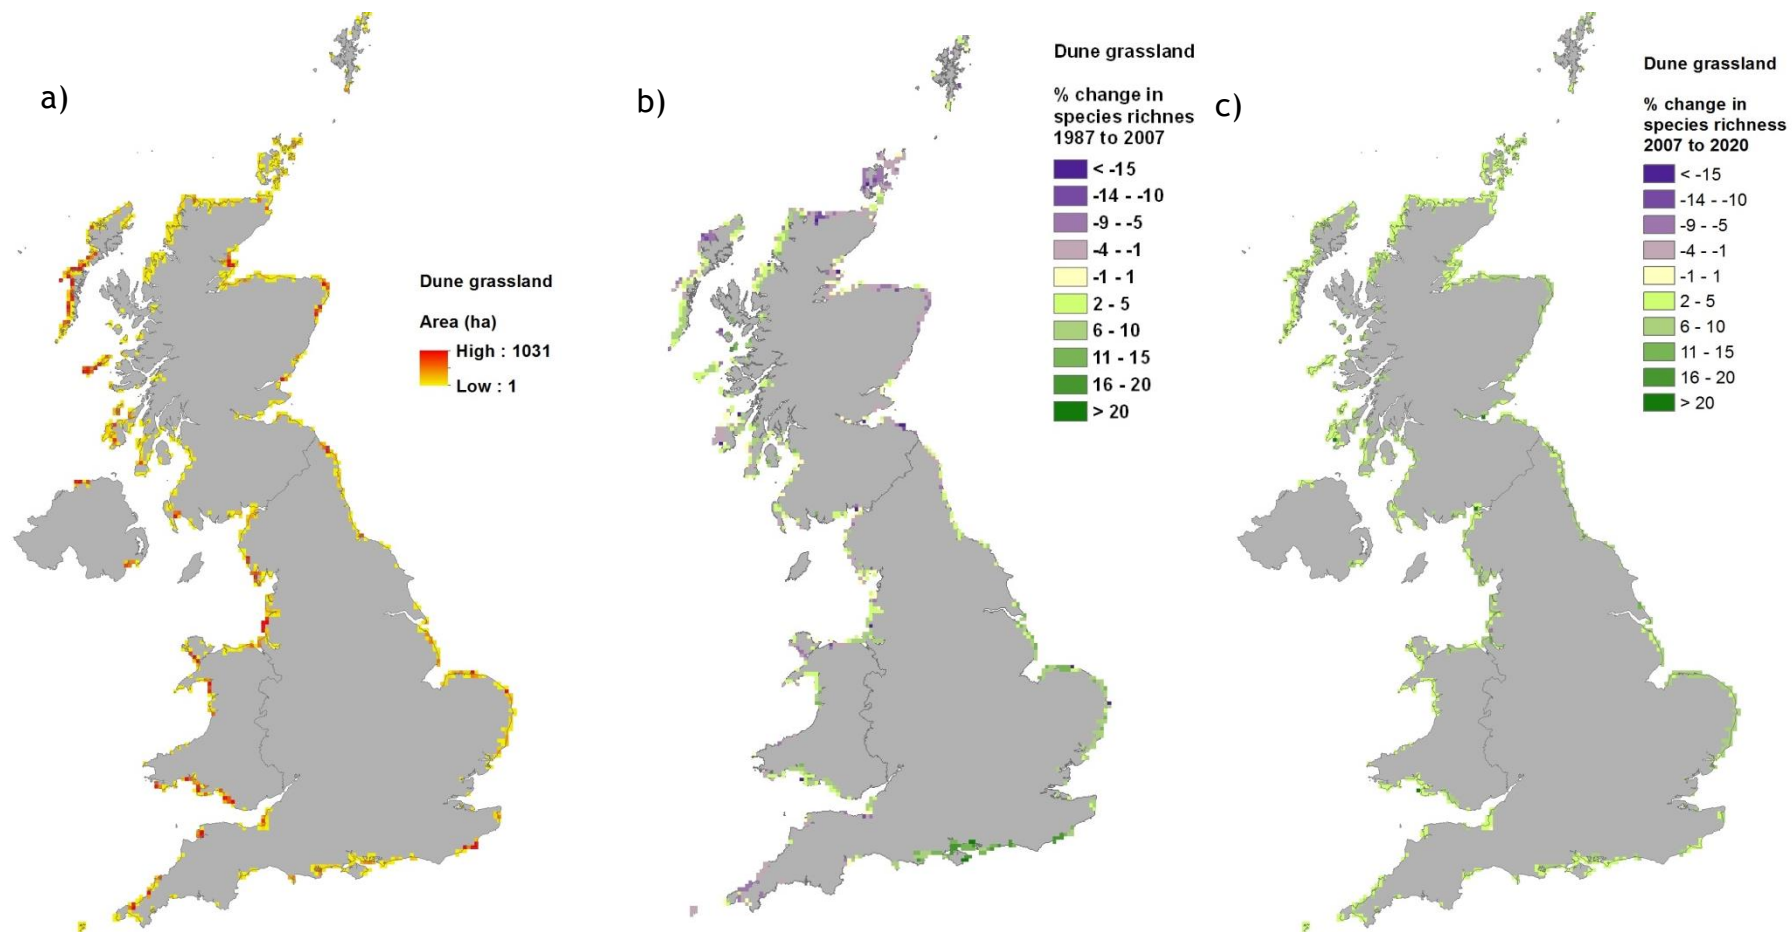 a)
Dune grassland
Area (ha)
High : 1031
Low : 1
b)
Dune grassland
% change in
species richnes
1987 to 2007
< -15
-14 - -10
-9 - -5
-4 - -1
-1 - 1
2 - 5
6 - 10
11 - 15
16 - 20
> 20
c)
Dune grassland
% change in
species richness
2007 to 2020
< -15
-14 - -10
-9 - -5
-4 - -1
-1 - 1
2 - 5
6 - 10
11 - 15
16 - 20
> 20